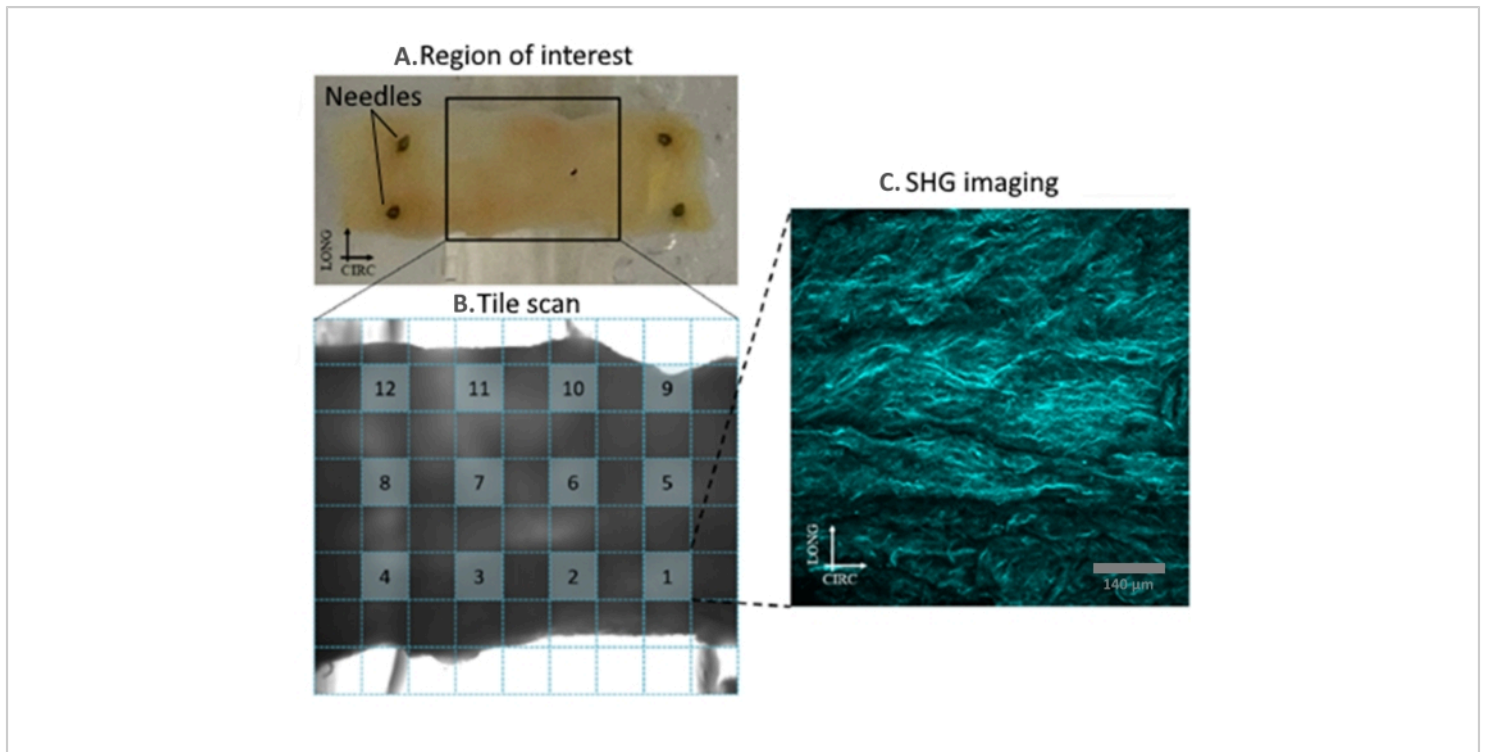 A.Region of interest
Needles
LONG
CIRC
B.Tile scan
12 11 10 9
8 7 6 5
4 3 2 1
C. SHG imaging
LONG
CIRC
140 μm